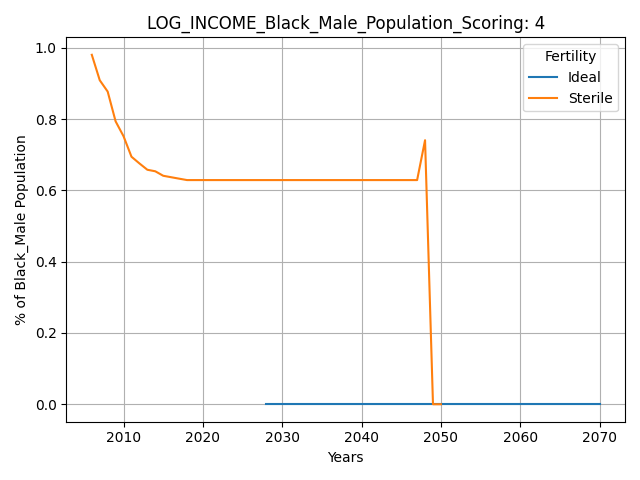 LOG_INCOME_Black_Male_Population_Scoring: 4
Fertility
Ideal
Sterile
% of Black_Male Population
1.0
0.8
0.6
0.4
0.2
0.0
2010 2020 2030 2040 2050 2060 2070
Years